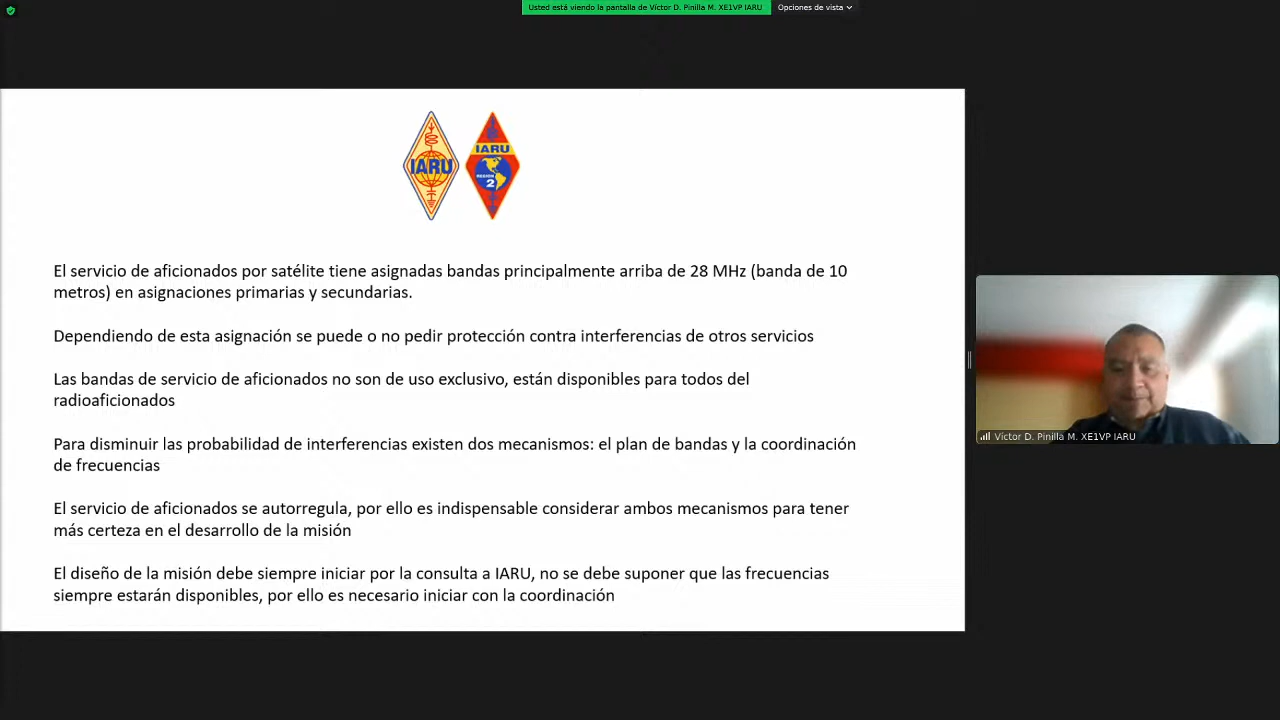 Usted está viendo la pantalla de Víctor D. Pinilla M. XE1VP IARU
Opciones de vista
IARU
IARU
REGION
2
El servicio de aficionados por satélite tiene asignadas bandas principalmente arriba de 28 MHz (banda de 10
metros) en asignaciones primarias y secundarias.
Dependiendo de esta asignación se puede o no pedir protección contra interferencias de otros servicios
Las bandas de servicio de aficionados no son de uso exclusivo, están disponibles para todos del
radioaficionados
Para disminuir las probabilidad de interferencias existen dos mecanismos: el plan de bandas y la coordinación
de frecuencias
El servicio de aficionados se autorregula, por ello es indispensable considerar ambos mecanismos para tener
más certeza en el desarrollo de la misión
El diseño de la misión debe siempre iniciar por la consulta a IARU, no se debe suponer que las frecuencias
siempre estarán disponibles, por ello es necesario iniciar con la coordinación
Víctor D. Pinilla M. XE1VP IARU